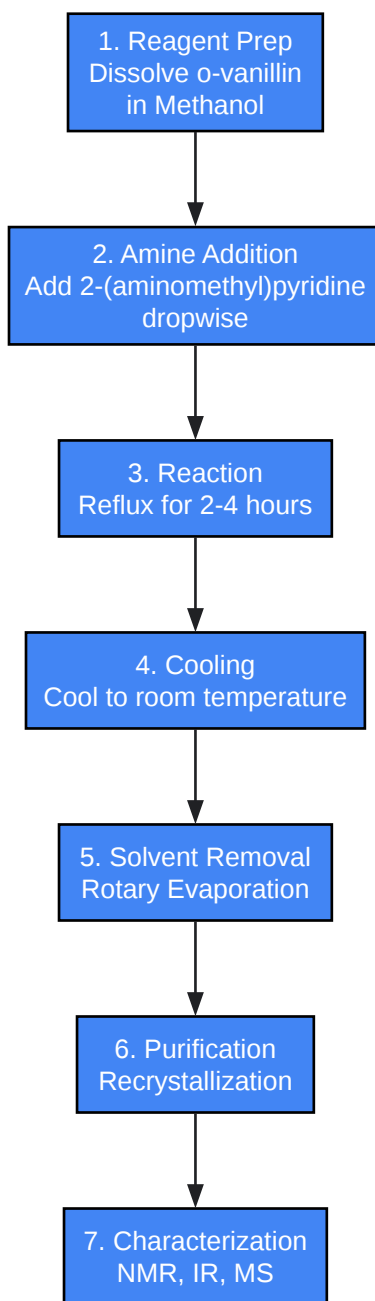 1. Reagent Prep
Dissolve o-vanillin
in Methanol
2. Amine Addition
Add 2-(aminomethyl)pyridine
dropwise
3. Reaction
Reflux for 2-4 hours
4. Cooling
Cool to room temperature
5. Solvent Removal
Rotary Evaporation
6. Purification
Recrystallization
7. Characterization
NMR, IR, MS